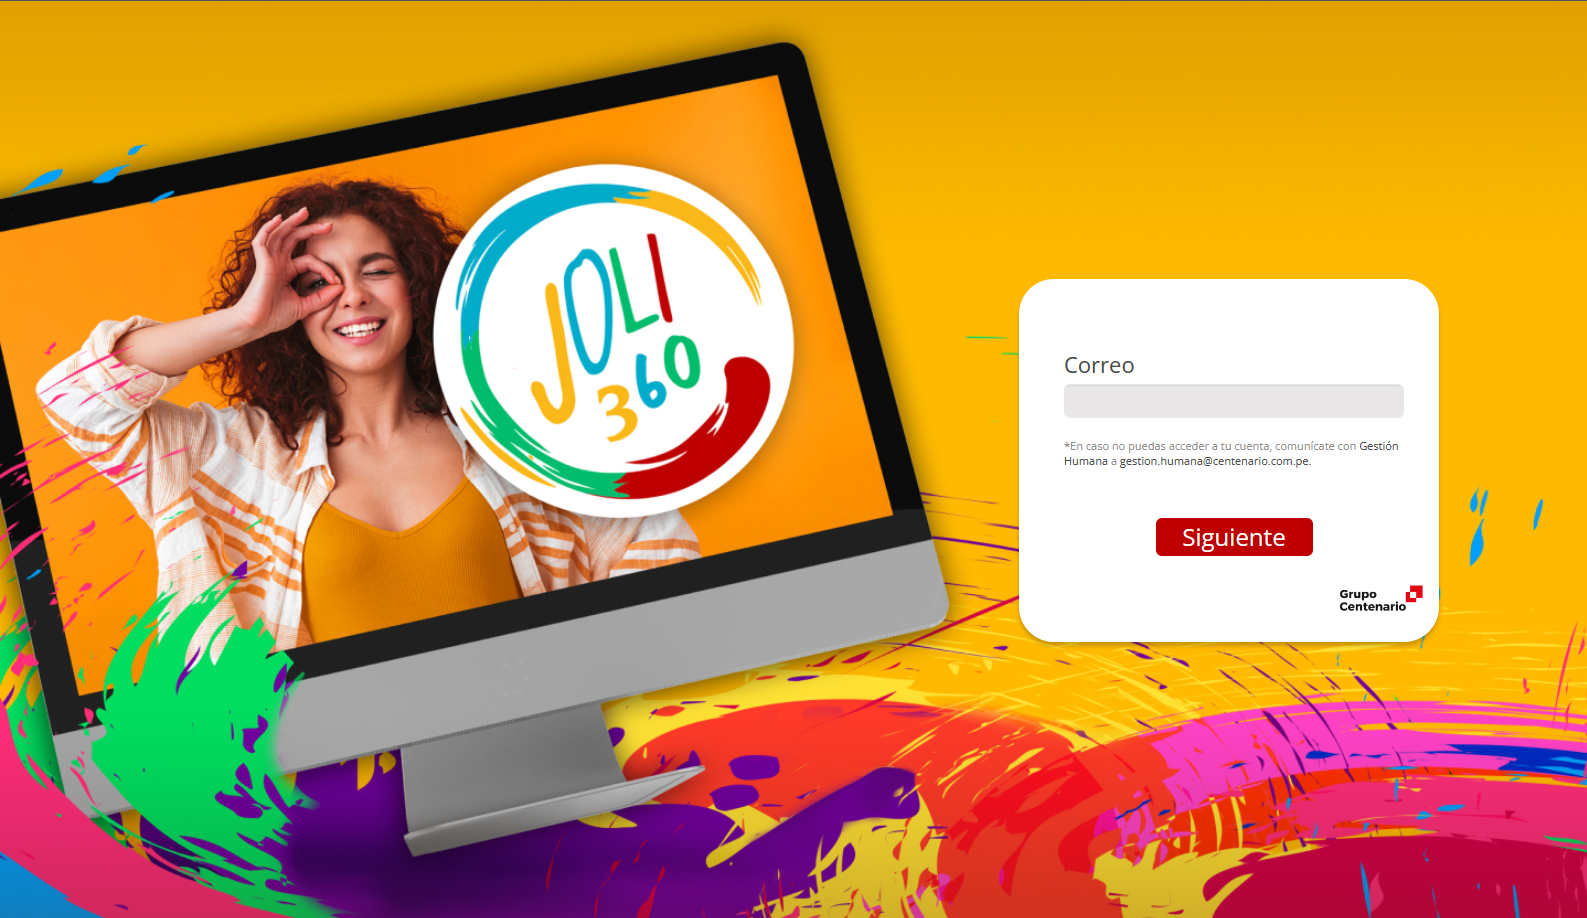 JOLI
360
Correo
*En caso no puedas acceder a tu cuenta, comunícate con Gestión
Humana a gestion.humana@centenario.com.pe.
Siguiente
Grupo
Centenario